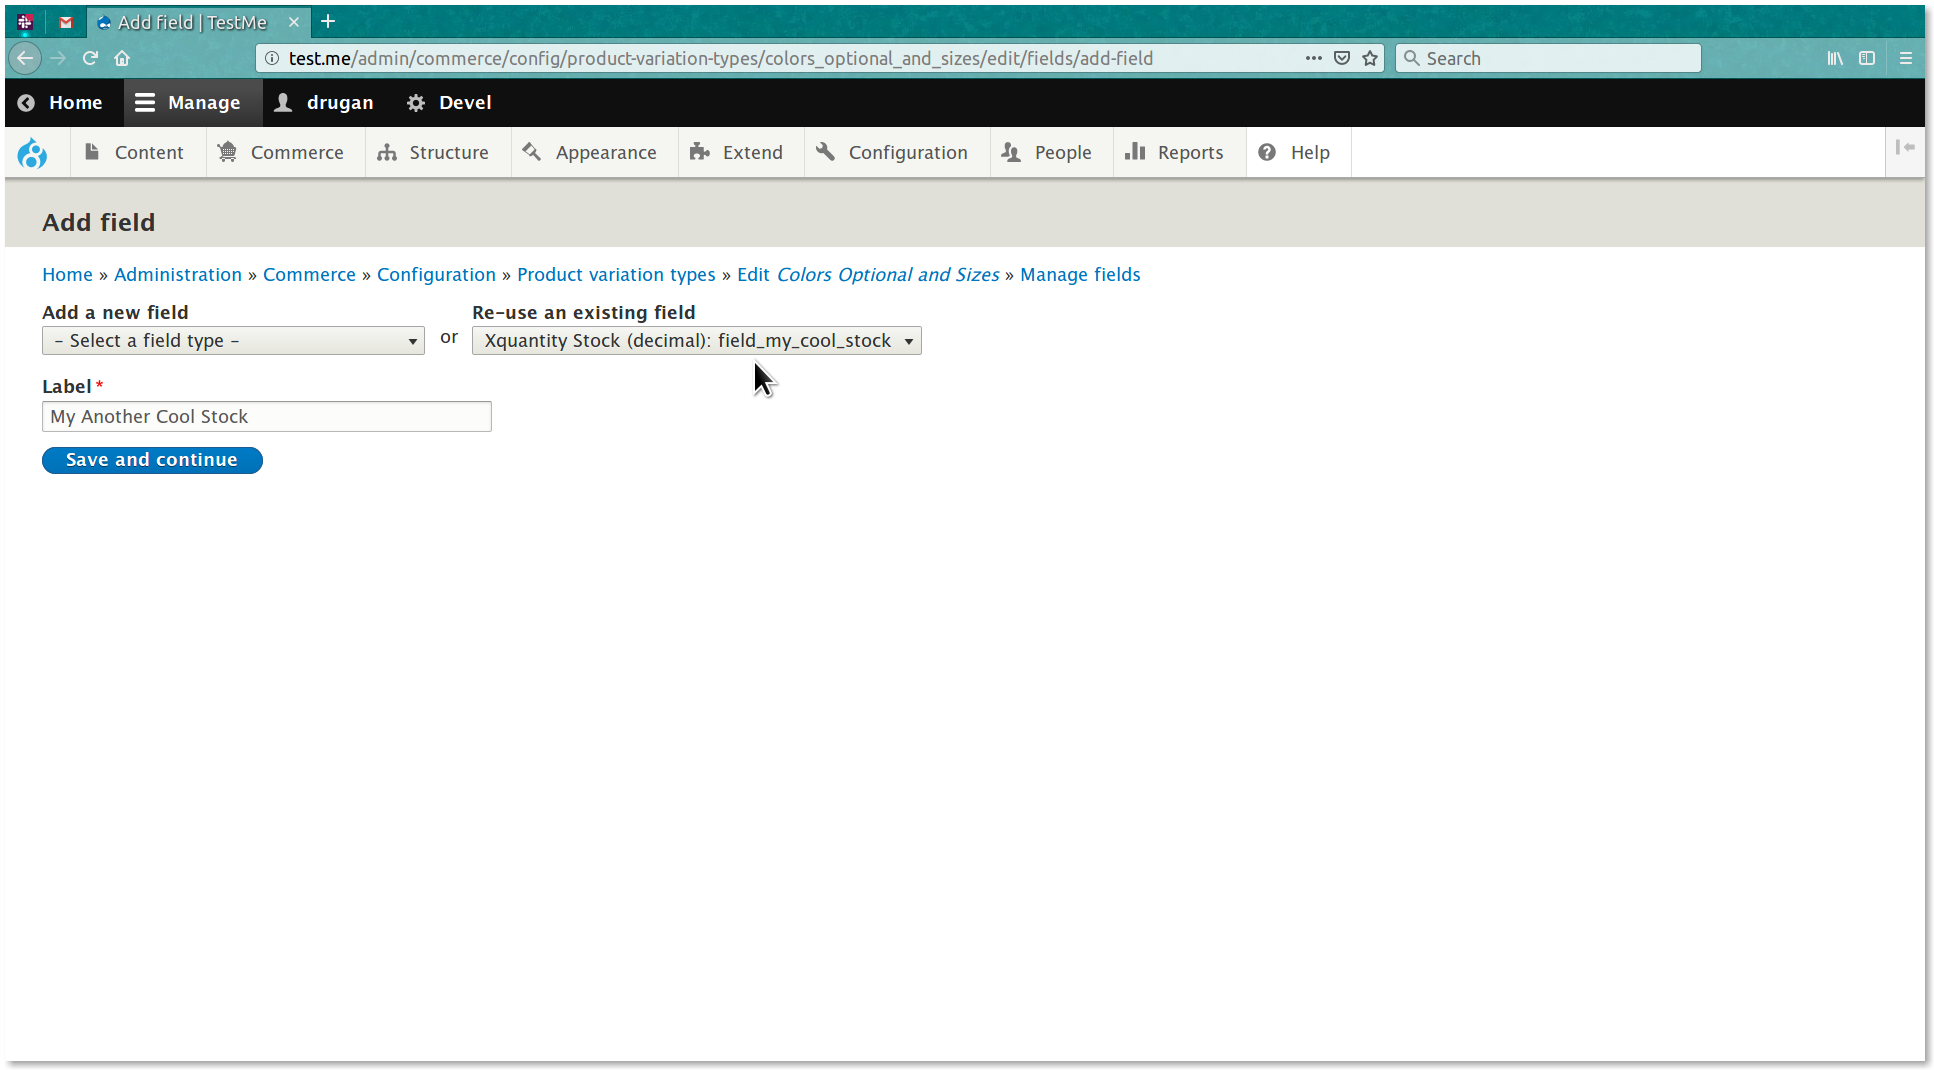 Add field | TestMe
test.me/admin/commerce/config/product-variation-types/colors_optional_and_sizes/edit/fields/add-field
Search
Home Manage drugan Devel
Content Commerce Structure Appearance Extend Configuration People Reports Help
Add field
Home » Administration » Commerce » Configuration » Product variation types » Edit Colors Optional and Sizes » Manage fields
Add a new field
Re-use an existing field
- Select a field type -
or
Xquantity Stock (decimal): field_my_cool_stock
Label*
My Another Cool Stock
Save and continue